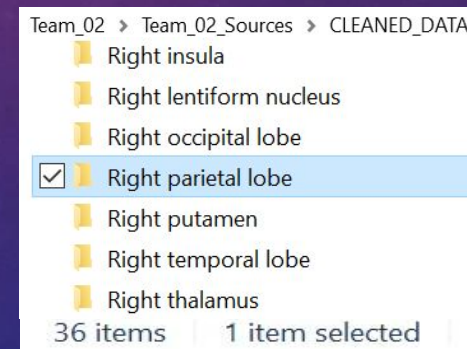 Team_02 > Team_02_Sources > CLEANED_DATA
Right insula
Right lentiform nucleus
Right occipital lobe
Right parietal lobe
Right putamen
Right temporal lobe
Right thalamus
36 items 1 item selected